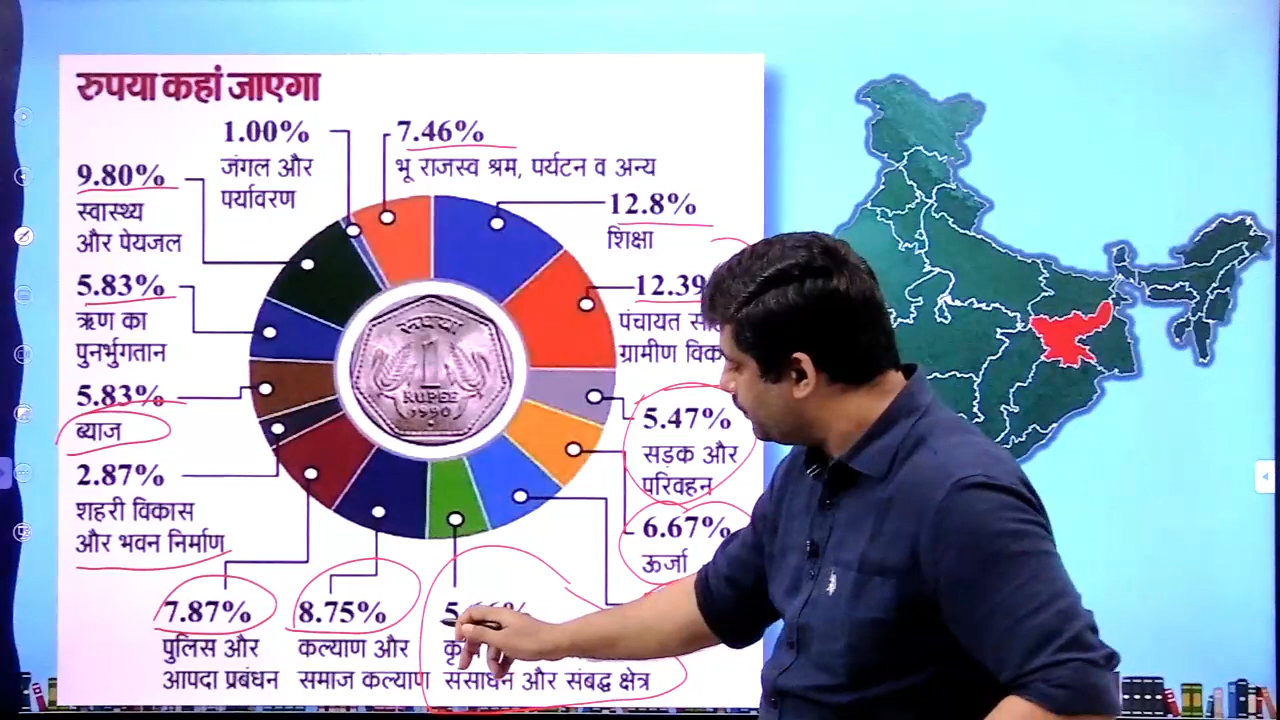 रुपया कहां जाएगा
1.00%
जंगल और
पर्यावरण
7.46%
भू राजस्व श्रम, पर्यटन व अन्य
9.80%
स्वास्थ्य
और पेयजल
12.8%
शिक्षा
5.83%
ऋण का
पुनर्भुगतान
12.39
पंचायत
ग्रामीण
5.83%
ब्याज
5.47%
सड़क और
परिवहन
2.87%
शहरी विकास
और भवन निर्माण
6.67%
ऊर्जा
7.87%
पुलिस और
आपदा प्रबंधन
8.75%
कल्याण और
समाज कल्याण
संसाधन और संबद्ध क्षेत्र
1
RUPEE
1990
रूपया